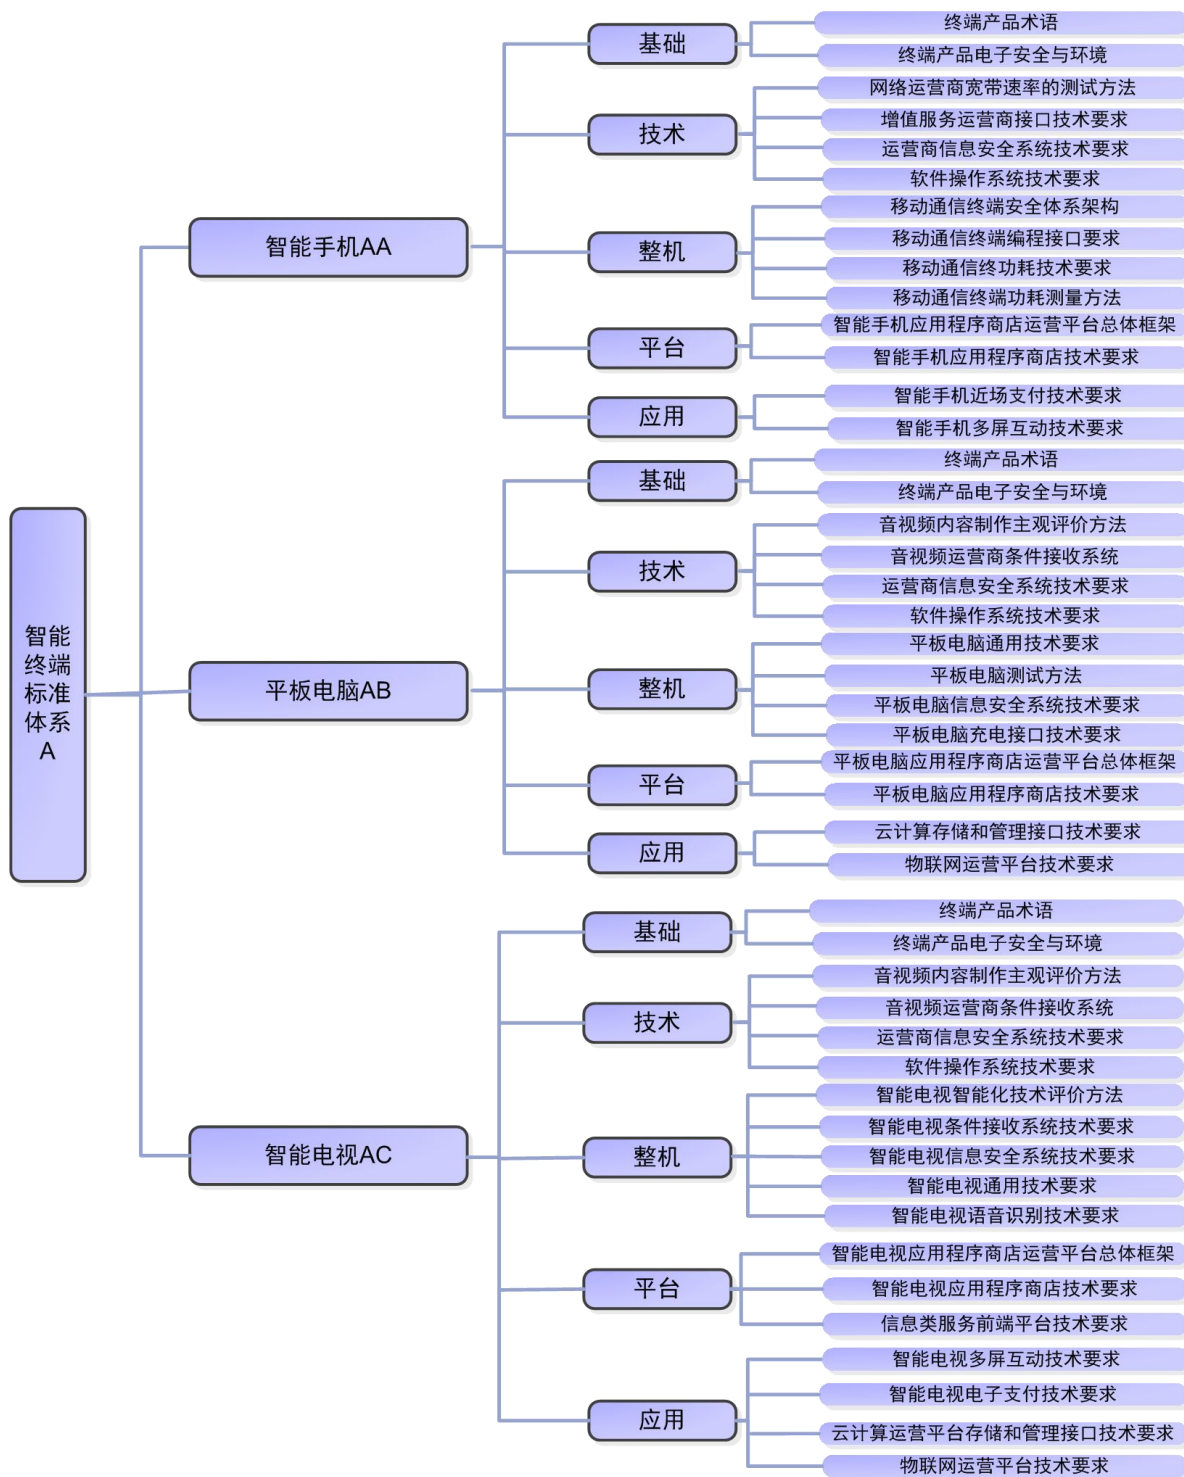 智能
终端
标准
体系
A
智能手机AA
基础
终端产品术语
终端产品电子安全与环境
技术
网络运营商宽带速率的测试方法
增值服务运营商接口技术要求
运营商信息安全系统技术要求
软件操作系统技术要求
整机
移动通信终端安全体系架构
移动通信终端编程接口要求
移动通信终功耗技术要求
移动通信终端功耗测量方法
平台
智能手机应用程序商店运营平台总体框架
智能手机应用程序商店技术要求
应用
智能手机近场支付技术要求
智能手机多屏互动技术要求
平板电脑AB
基础
终端产品术语
终端产品电子安全与环境
技术
音视频内容制作主观评价方法
音视频运营商条件接收系统
运营商信息安全系统技术要求
软件操作系统技术要求
整机
平板电脑通用技术要求
平板电脑测试方法
平板电脑信息安全系统技术要求
平板电脑充电接口技术要求
平台
平板电脑应用程序商店运营平台总体框架
平板电脑应用程序商店技术要求
应用
云计算存储和管理接口技术要求
物联网运营平台技术要求
智能电视AC
基础
终端产品术语
终端产品电子安全与环境
技术
音视频内容制作主观评价方法
音视频运营商条件接收系统
运营商信息安全系统技术要求
软件操作系统技术要求
整机
智能电视智能化技术评价方法
智能电视条件接收系统技术要求
智能电视信息安全系统技术要求
智能电视通用技术要求
智能电视语音识别技术要求
平台
智能电视应用程序商店运营平台总体框架
智能电视应用程序商店技术要求
信息类服务前端平台技术要求
应用
智能电视多屏互动技术要求
智能电视电子支付技术要求
云计算运营平台存储和管理接口技术要求
物联网运营平台技术要求